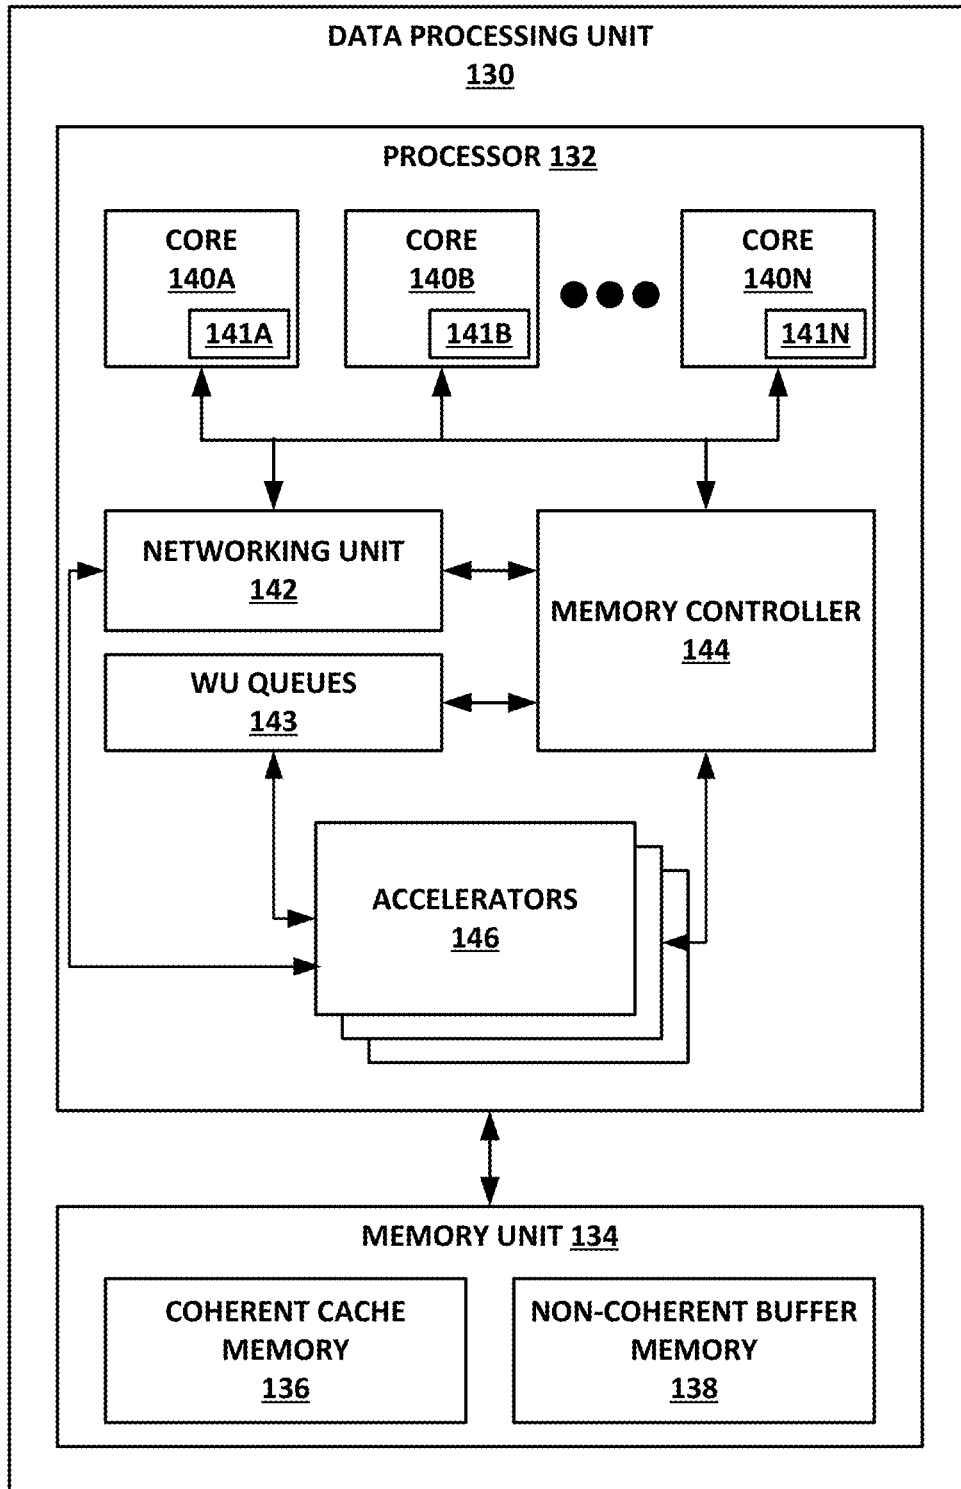 DATA PROCESSING UNIT
130
PROCESSOR 132
CORE
140A
141A
CORE
140B
141B
CORE
140N
141N
NETWORKING UNIT
142
MEMORY CONTROLLER
144
WU QUEUES
143
ACCELERATORS
146
MEMORY UNIT 134
COHERENT CACHE
MEMORY
136
NON-COHERENT BUFFER
MEMORY
138